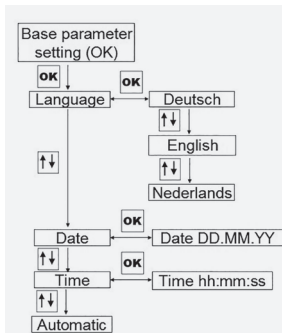 Base parameter
setting (OK)
OK
OK
Language
Deutsch
English
Nederlands
OK
Date
Date DD.MM.YY
OK
Time
Time hh:mm:ss
Automatic